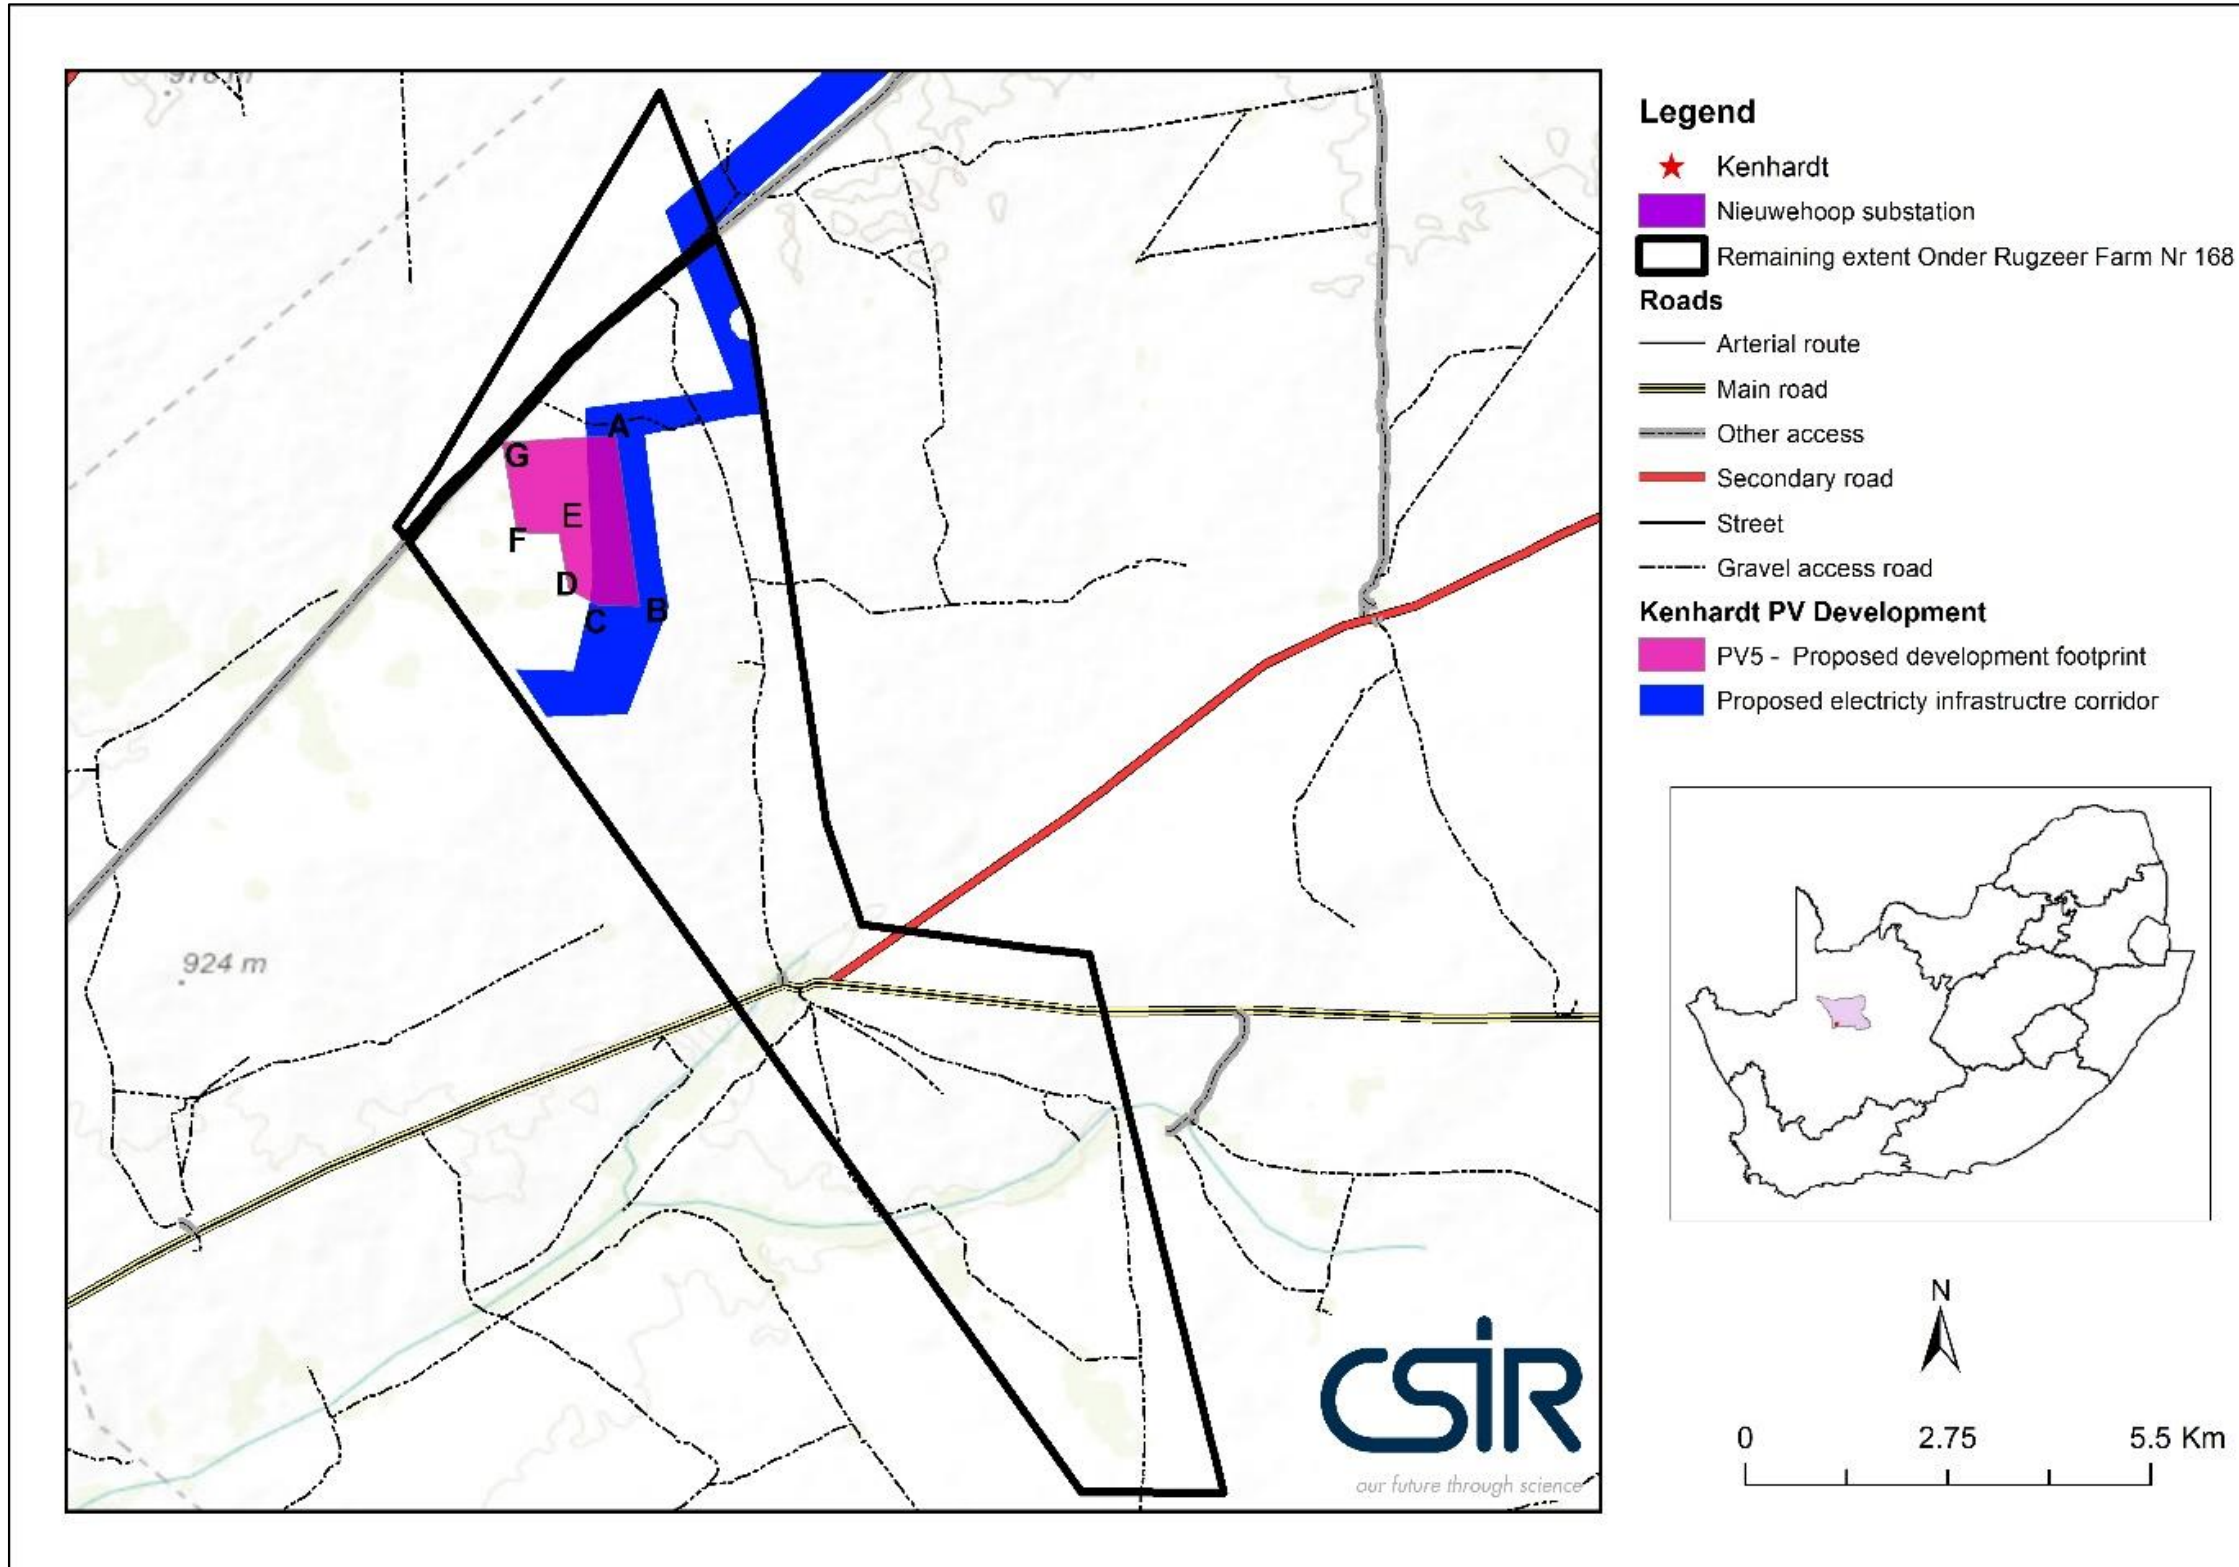 976 m
A
G
E
F
D
B
C
924 m
CSIR
our future through science
Legend
Kenhardt
Nieuwehoop substation
Remaining extent Onder Rugzeer Farm Nr 168
Roads
Arterial route
Main road
Other access
Secondary road
Street
Gravel access road
Kenhardt PV Development
PV5 - Proposed development footprint
Proposed electricty infrastructre corridor
N
0 2.75 5.5 Km